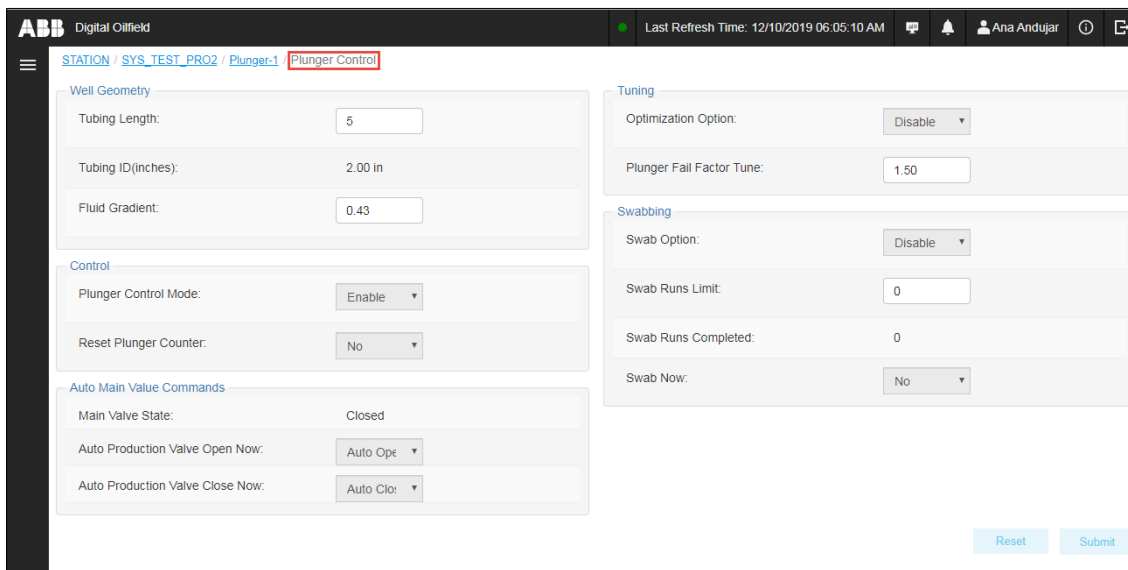 ABB Digital Oilfield
Last Refresh Time: 12/10/2019 06:05:10 AM
Ana Andujar
STATION / SYS_TEST_PRO2 / Plunger-1 / Plunger Control
Well Geometry
Tubing Length: 5
Tubing ID(inches): 2.00 in
Fluid Gradient: 0.43
Control
Plunger Control Mode: Enable
Reset Plunger Counter: No
Auto Main Value Commands
Main Valve State: Closed
Auto Production Valve Open Now: Auto Ope
Auto Production Valve Close Now: Auto Clos
Tuning
Optimization Option: Disable
Plunger Fail Factor Tune: 1.50
Swabbing
Swab Option: Disable
Swab Runs Limit: 0
Swab Runs Completed: 0
Swab Now: No
Reset
Submit